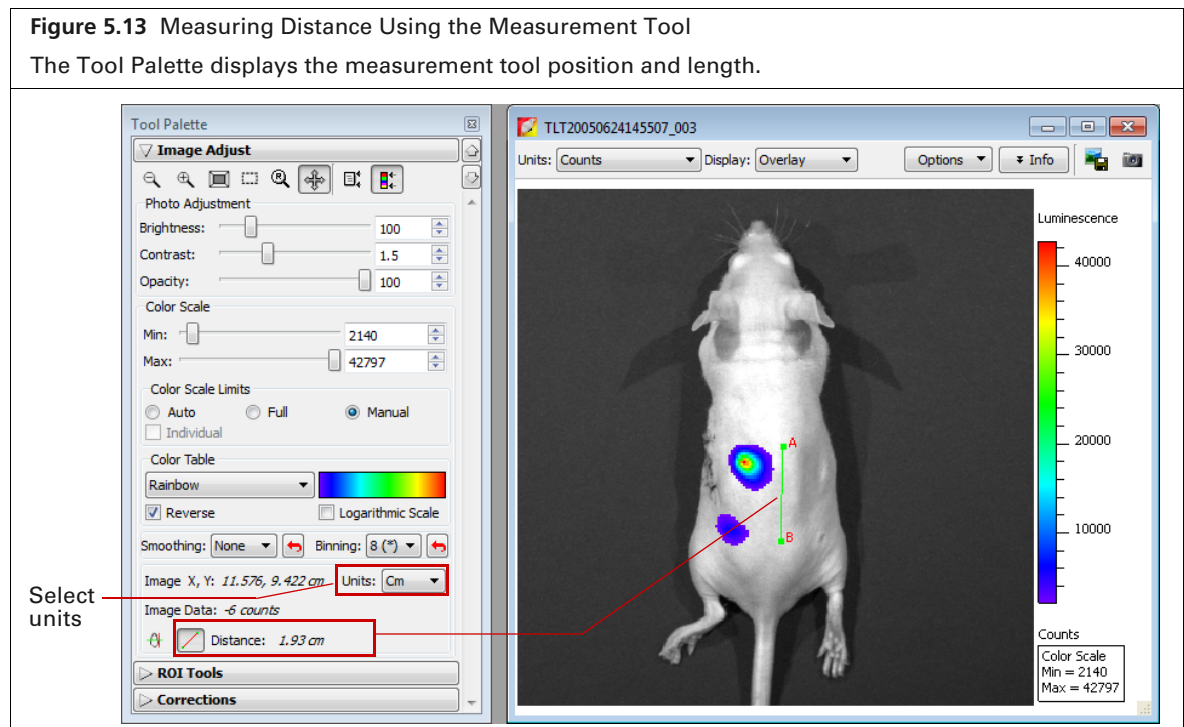 Figure 5.13 Measuring Distance Using the Measurement Tool
The Tool Palette displays the measurement tool position and length.
Tool Palette
Image Adjust
Photo Adjustment
Brightness: 100
Contrast: 1.5
Opacity: 100
Color Scale
Min: 2140
Max: 42797
Color Scale Limits
Auto Full Manual
Individual
Color Table
Rainbow
Reverse Logarithmic Scale
Smoothing: None Binning: 8 (*)
Image X, Y: 11.576, 9.422 cm Units: Cm
Select
units
Image Data: -6 counts
Distance: 1.93 cm
ROI Tools
Corrections
TLT20050624145507_003
Units: Counts Display: Overlay Options Info
Luminescence
40000
30000
20000
10000
A
B
Counts
Color Scale
Min = 2140
Max = 42797